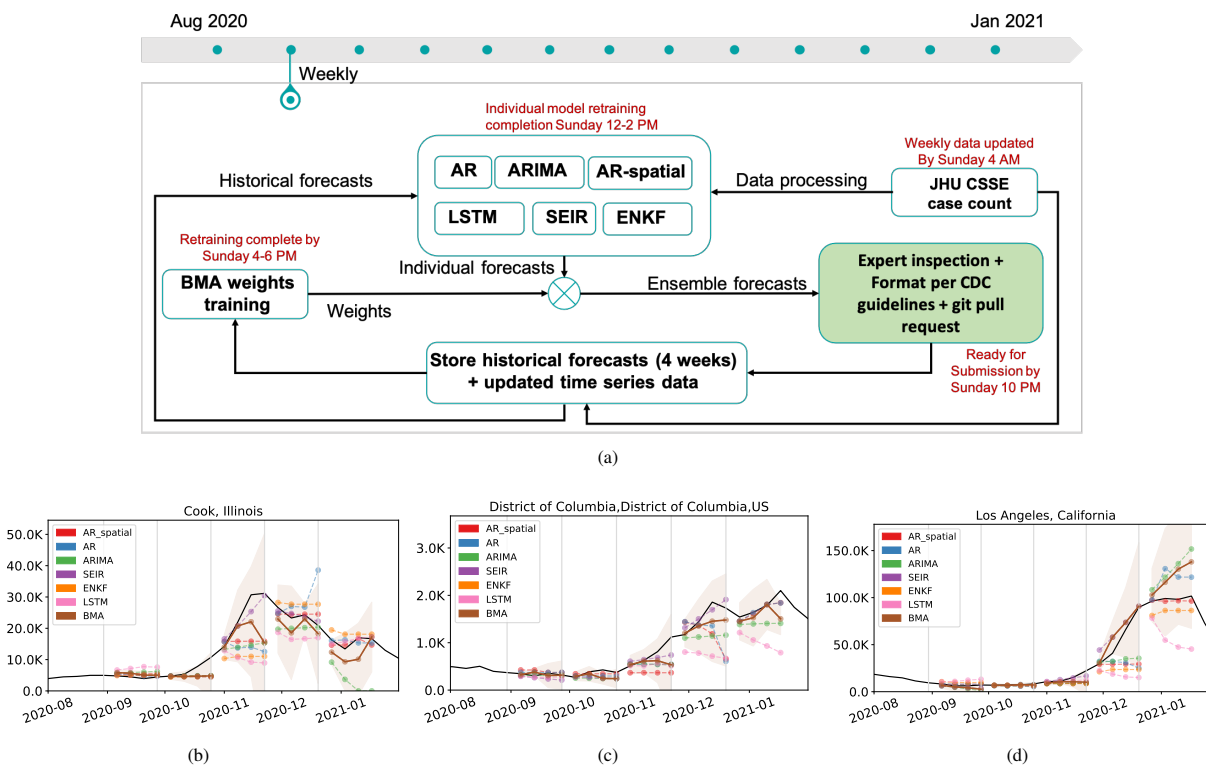 Aug 2020
Jan 2021
Weekly
Individual model retraining
completion Sunday 12-2 PM
Weekly data updated
By Sunday 4 AM
AR
ARIMA
AR-spatial
LSTM
SEIR
ENKF
Historical forecasts
Data processing
JHU CSSE
case count
Retraining complete by
Sunday 4-6 PM
BMA weights
training
Individual forecasts
Weights
Ensemble forecasts
Expert inspection +
Format per CDC
guidelines + git pull
request
Store historical forecasts (4 weeks)
+ updated time series data
Ready for
Submission by
Sunday 10 PM
(a)
Cook, Illinois
50.0K
40.0K
30.0K
20.0K
10.0K
0.0
AR_spatial
AR
ARIMA
SEIR
ENKF
LSTM
BMA
2020-08
2020-09
2020-10
2020-11
2020-12
2021-01
(b)
District of Columbia,District of Columbia,US
3.0K
2.0K
1.0K
0.0
AR_spatial
AR
ARIMA
SEIR
ENKF
LSTM
BMA
2020-08
2020-09
2020-10
2020-11
2020-12
2021-01
(c)
Los Angeles, California
150.0K
100.0K
50.0K
0.0
AR_spatial
AR
ARIMA
SEIR
ENKF
LSTM
BMA
2020-08
2020-09
2020-10
2020-11
2020-12
2021-01
(d)